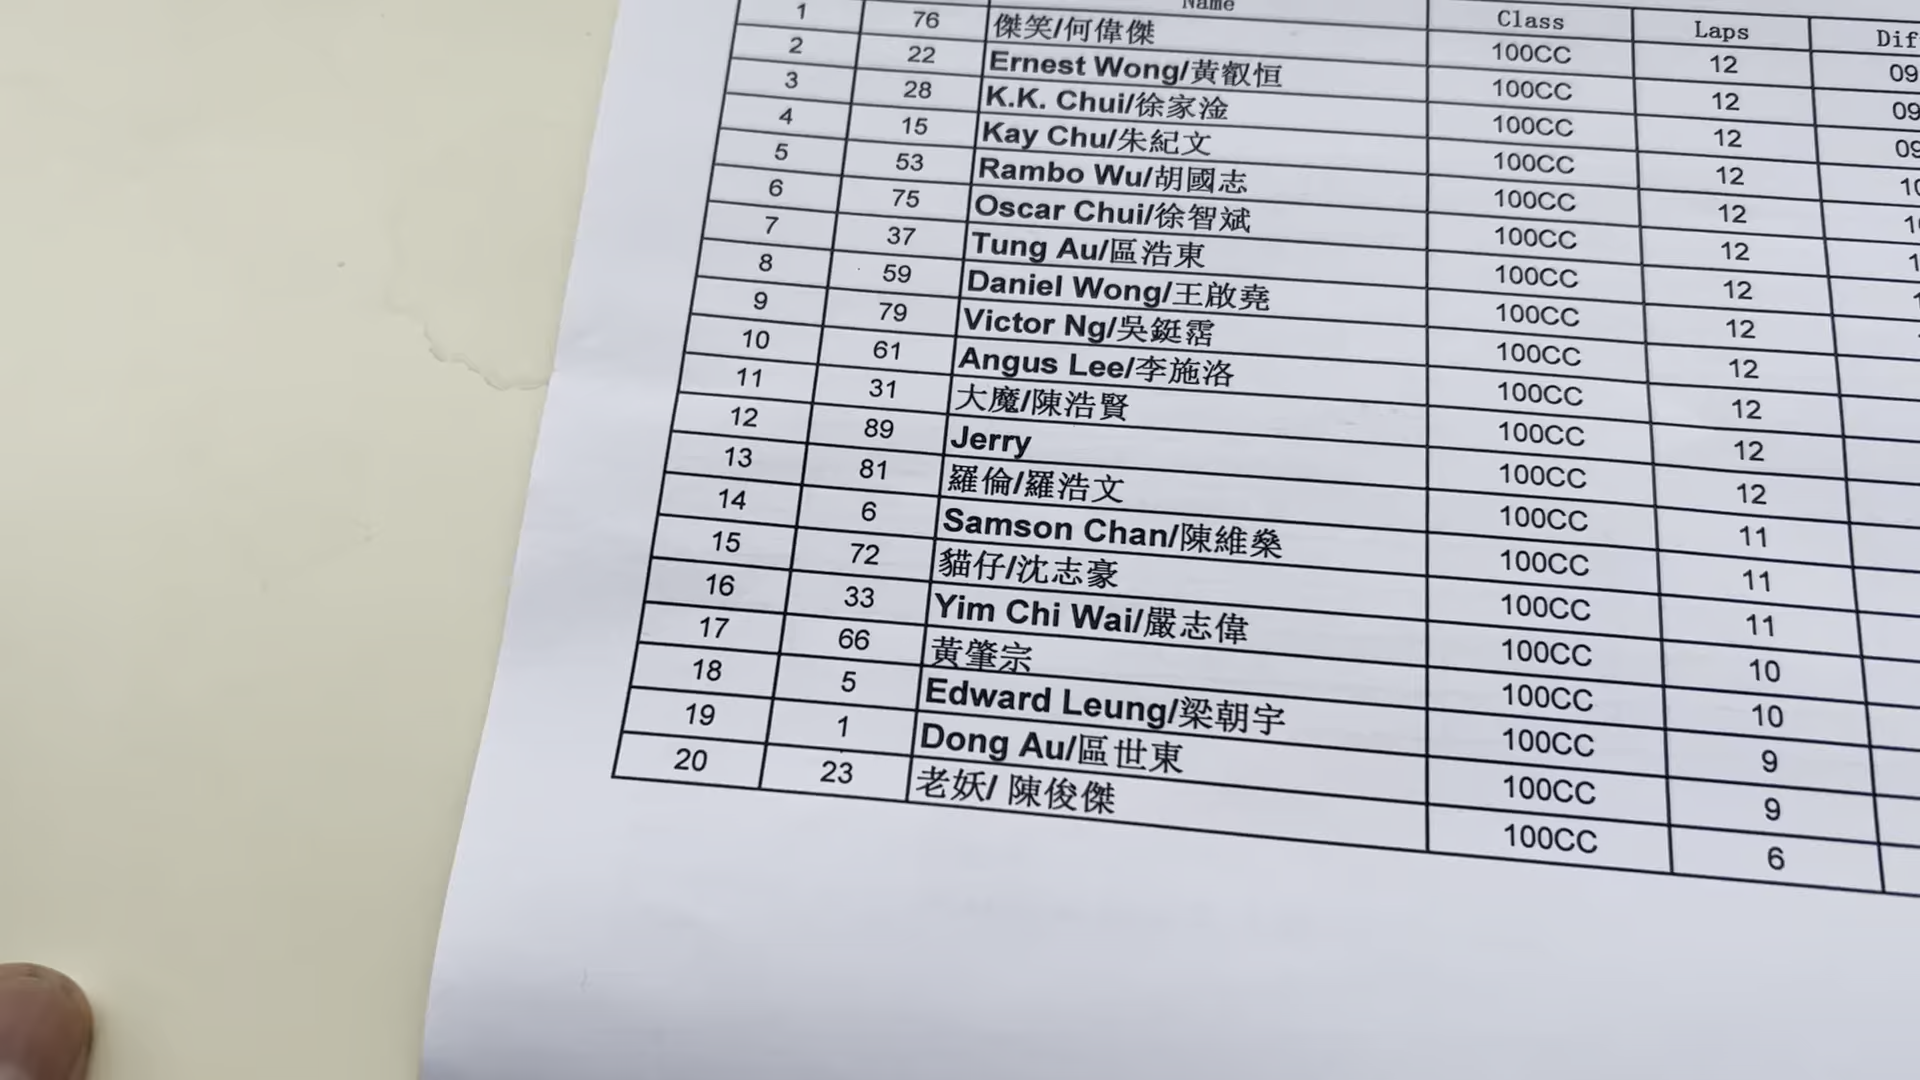 Name Class Laps Dif
1 76 傑笑/何偉傑 100CC 12 09
2 22 Ernest Wong/黃叡恒 100CC 12 09
3 28 K.K. Chui/徐家淦 100CC 12 09
4 15 Kay Chu/朱紀文 100CC 12 10
5 53 Rambo Wu/胡國志 100CC 12
6 75 Oscar Chui/徐智斌 100CC 12
7 37 Tung Au/區浩東 100CC 12
8 59 Daniel Wong/王啟堯 100CC 12
9 79 Victor Ng/吳鋌霑 100CC 12
10 61 Angus Lee/李施洛 100CC 12
11 31 大魔/陳浩賢 100CC 12
12 89 Jerry 100CC 12
13 81 羅倫/羅浩文 100CC 11
14 6 Samson Chan/陳維燊 100CC 11
15 72 貓仔/沈志豪 100CC 11
16 33 Yim Chi Wai/嚴志偉 100CC 10
17 66 黃肇宗 100CC 10
18 5 Edward Leung/梁朝宇 100CC 9
19 1 Dong Au/區世東 100CC 9
20 23 老妖/ 陳俊傑 100CC 6